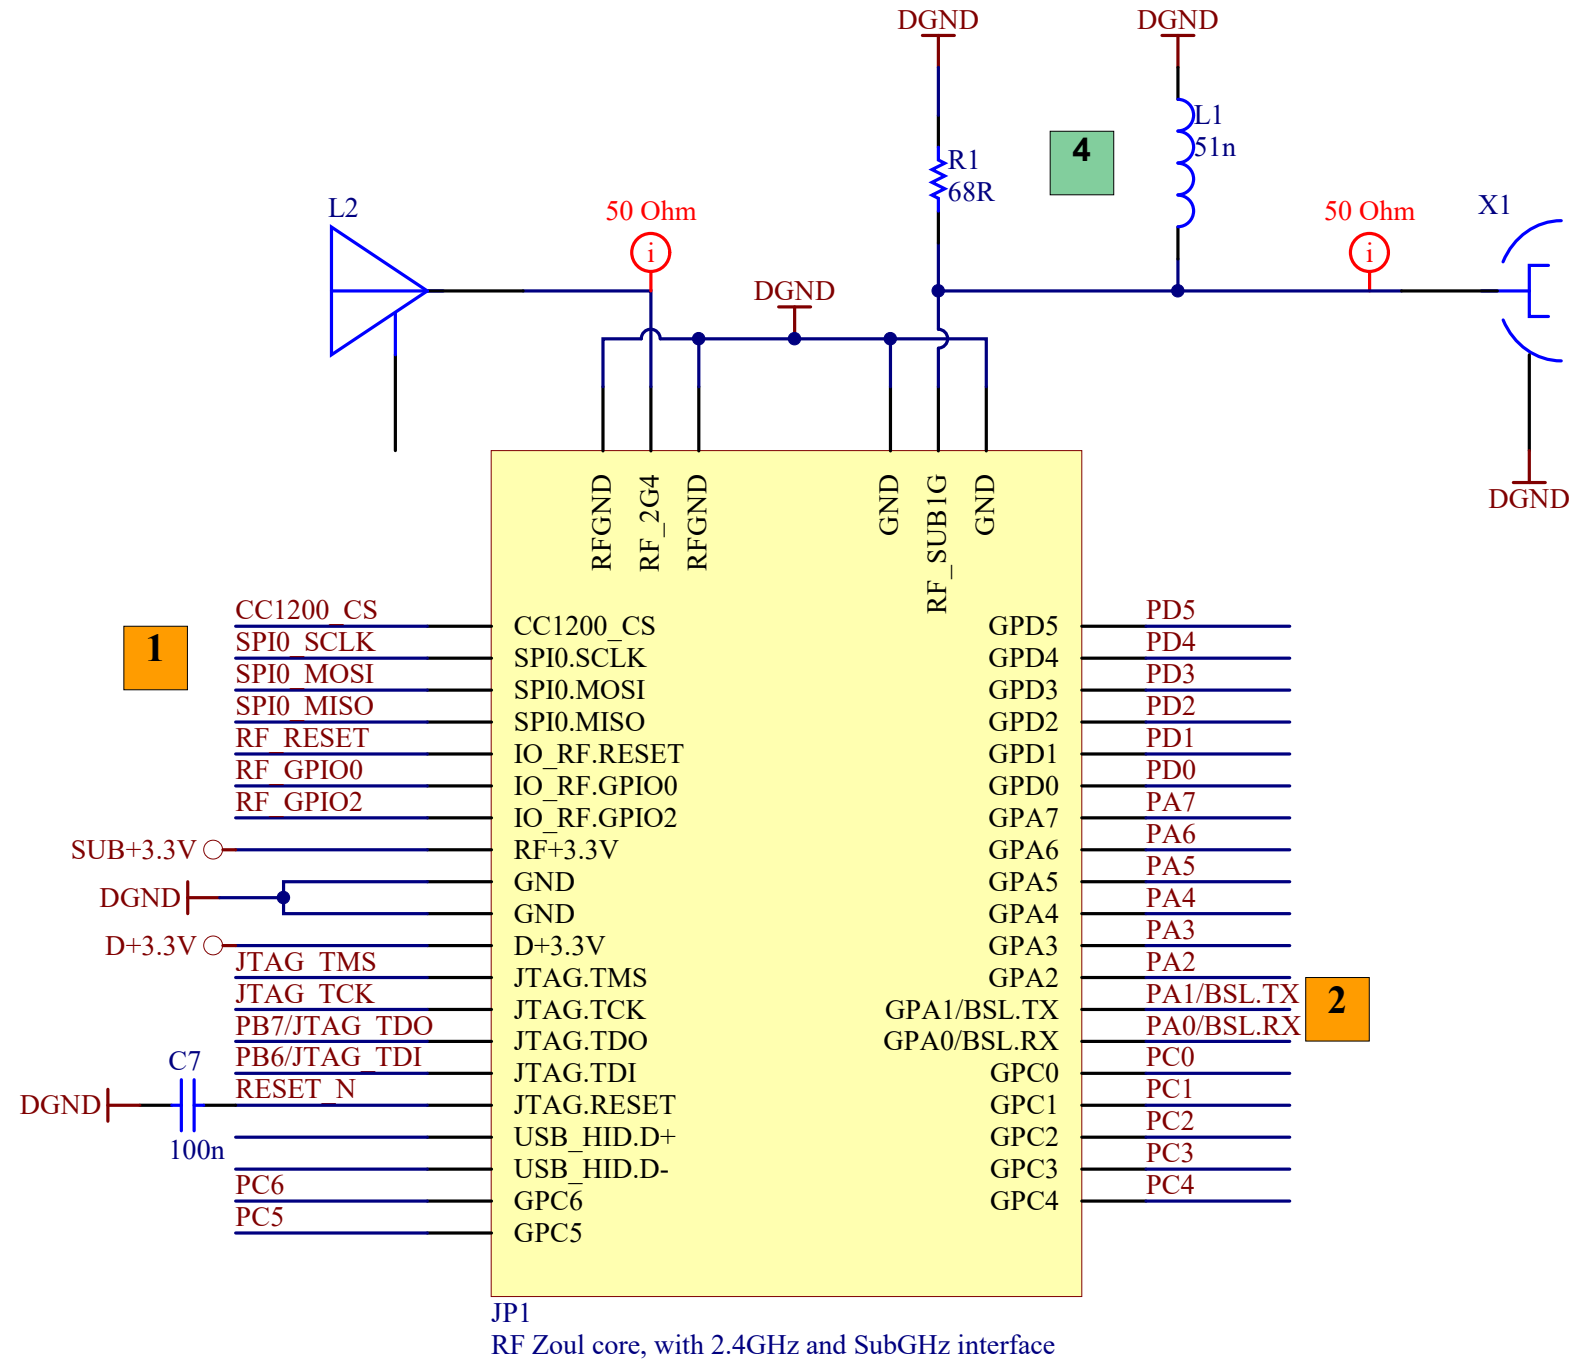 DGND
DGND
L1
51n
4
R1
68R
L2
50 Ohm
i
50 Ohm
i
X1
DGND
DGND
RFGND
RF_2G4
RFGND
GND
RF_SUB1G
GND
1
CC1200_CS
CC1200_CS
GPD5
PD5
SPI0_SCLK
SPI0.SCLK
GPD4
PD4
SPI0_MOSI
SPI0.MOSI
GPD3
PD3
SPI0_MISO
SPI0.MISO
GPD2
PD2
RF_RESET
IO_RF.RESET
GPD1
PD1
RF_GPIO0
IO_RF.GPIO0
GPD0
PD0
RF_GPIO2
IO_RF.GPIO2
GPA7
PA7
SUB+3.3V
RF+3.3V
GPA6
PA6
DGND
GND
GPA5
PA5
GND
GPA4
PA4
D+3.3V
D+3.3V
GPA3
PA3
JTAG_TMS
JTAG.TMS
GPA2
PA2
JTAG_TCK
JTAG.TCK
GPA1/BSL.TX
PA1/BSL.TX
2
PB7/JTAG_TDO
JTAG.TDO
GPA0/BSL.RX
PA0/BSL.RX
PB6/JTAG_TDI
JTAG.TDI
GPC0
PC0
C7
100n
DGND
RESET_N
JTAG.RESET
GPC1
PC1
USB_HID.D+
GPC2
PC2
USB_HID.D-
GPC3
PC3
PC6
GPC6
GPC4
PC4
PC5
GPC5
JP1
RF Zoul core, with 2.4GHz and SubGHz interface